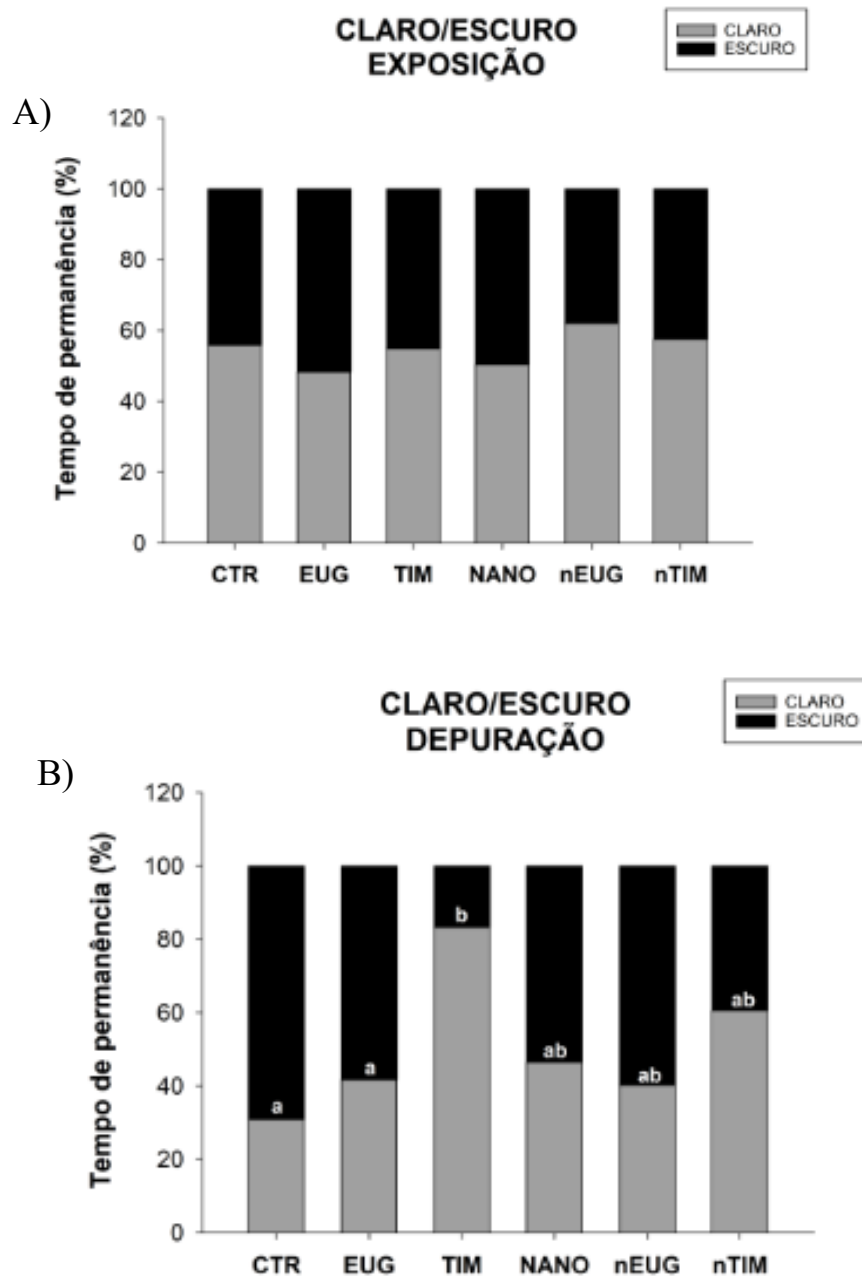 CLARO/ESCURO
EXPOSIÇÃO
CLARO
ESCURO
A)
Tempo de permanência (%)
120
100
80
60
40
20
0
CTR EUG TIM NANO nEUG nTIM
CLARO/ESCURO
DEPURAÇÃO
CLARO
ESCURO
B)
Tempo de permanência (%)
120
100
80
60
40
20
0
a a b ab ab ab
CTR EUG TIM NANO nEUG nTIM